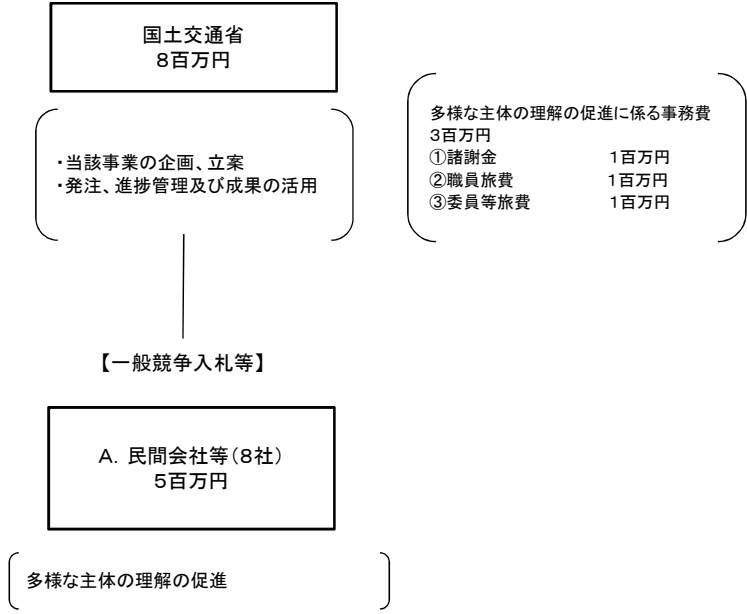 国土交通省
8百万円
・当該事業の企画、立案
・発注、進捗管理及び成果の活用
多様な主体の理解の促進に係る事務費
3百万円
①諸謝金 1百万円
②職員旅費 1百万円
③委員等旅費 1百万円
【一般競争入札等】
A．民間会社等（8社）
5百万円
多様な主体の理解の促進